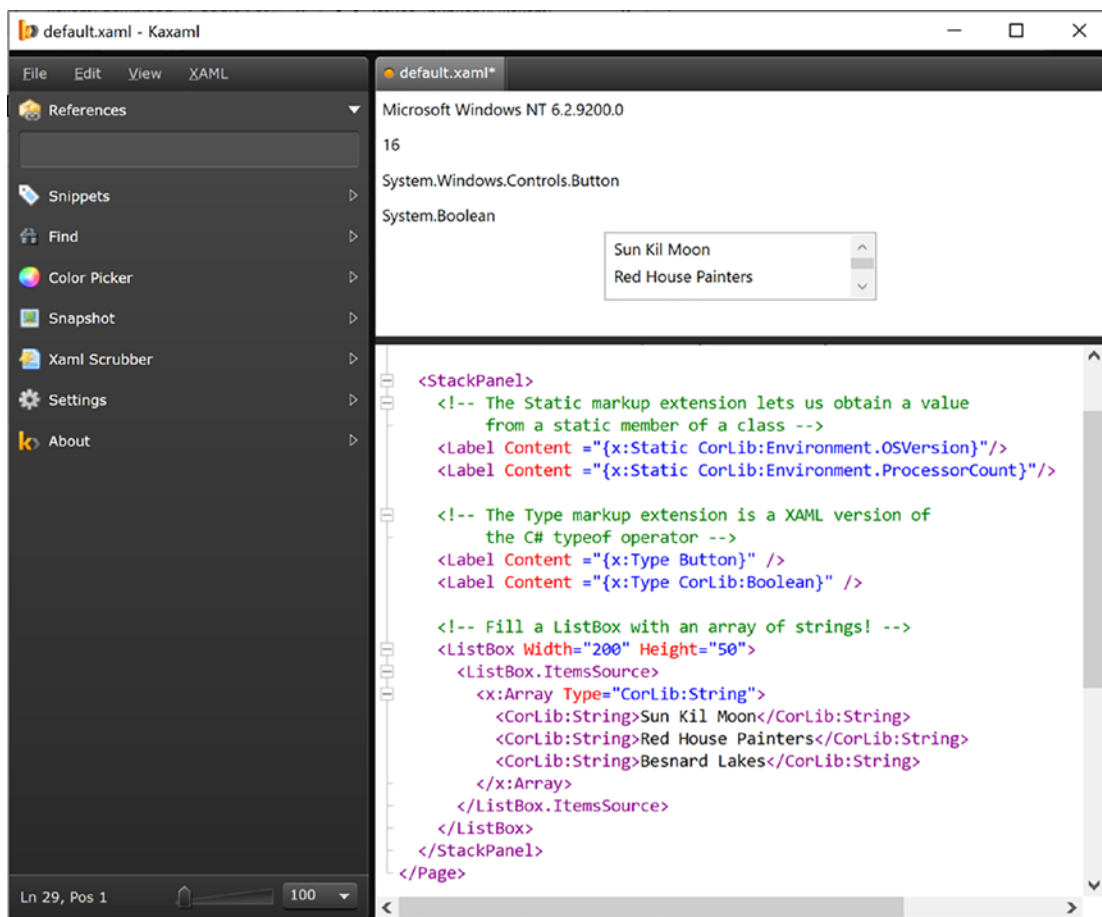 default.xaml - Kaxaml
File Edit View XAML
References
Snippets
Find
Color Picker
Snapshot
Xaml Scrubber
Settings
About
Ln 29, Pos 1
100
default.xaml*
Microsoft Windows NT 6.2.9200.0
16
System.Windows.Controls.Button
System.Boolean
Sun Kil Moon
Red House Painters
<StackPanel>
<!-- The Static markup extension lets us obtain a value
from a static member of a class -->
<Label Content ="{x:Static CorLib:Environment.OSVersion}"/>
<Label Content ="{x:Static CorLib:Environment.ProcessorCount}"/>
<!-- The Type markup extension is a XAML version of
the C# typeof operator -->
<Label Content ="{x:Type Button}" />
<Label Content ="{x:Type CorLib:Boolean}" />
<!-- Fill a ListBox with an array of strings! -->
<ListBox Width="200" Height="50">
<ListBox.ItemsSource>
<x:Array Type="CorLib:String">
<CorLib:String>Sun Kil Moon</CorLib:String>
<CorLib:String>Red House Painters</CorLib:String>
<CorLib:String>Besnard Lakes</CorLib:String>
</x:Array>
</ListBox.ItemsSource>
</ListBox>
</StackPanel>
</Page>